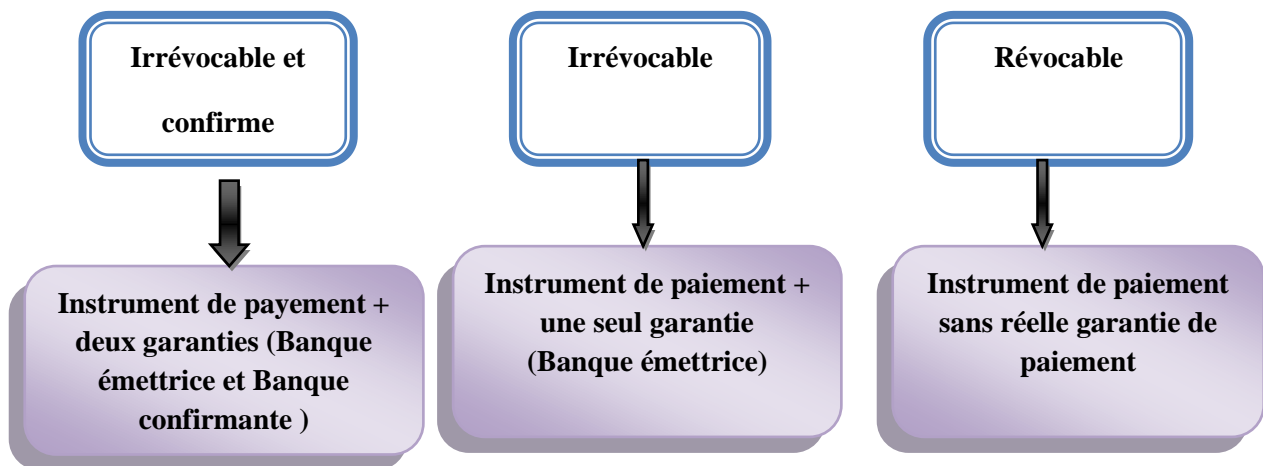 Irrévocable et
confirme
Irrévocable
Révocable
Instrument de payement +
deux garanties (Banque
émettrice et Banque
confirmante )
Instrument de paiement +
une seul garantie
(Banque émettrice)
Instrument de paiement
sans réelle garantie de
paiement